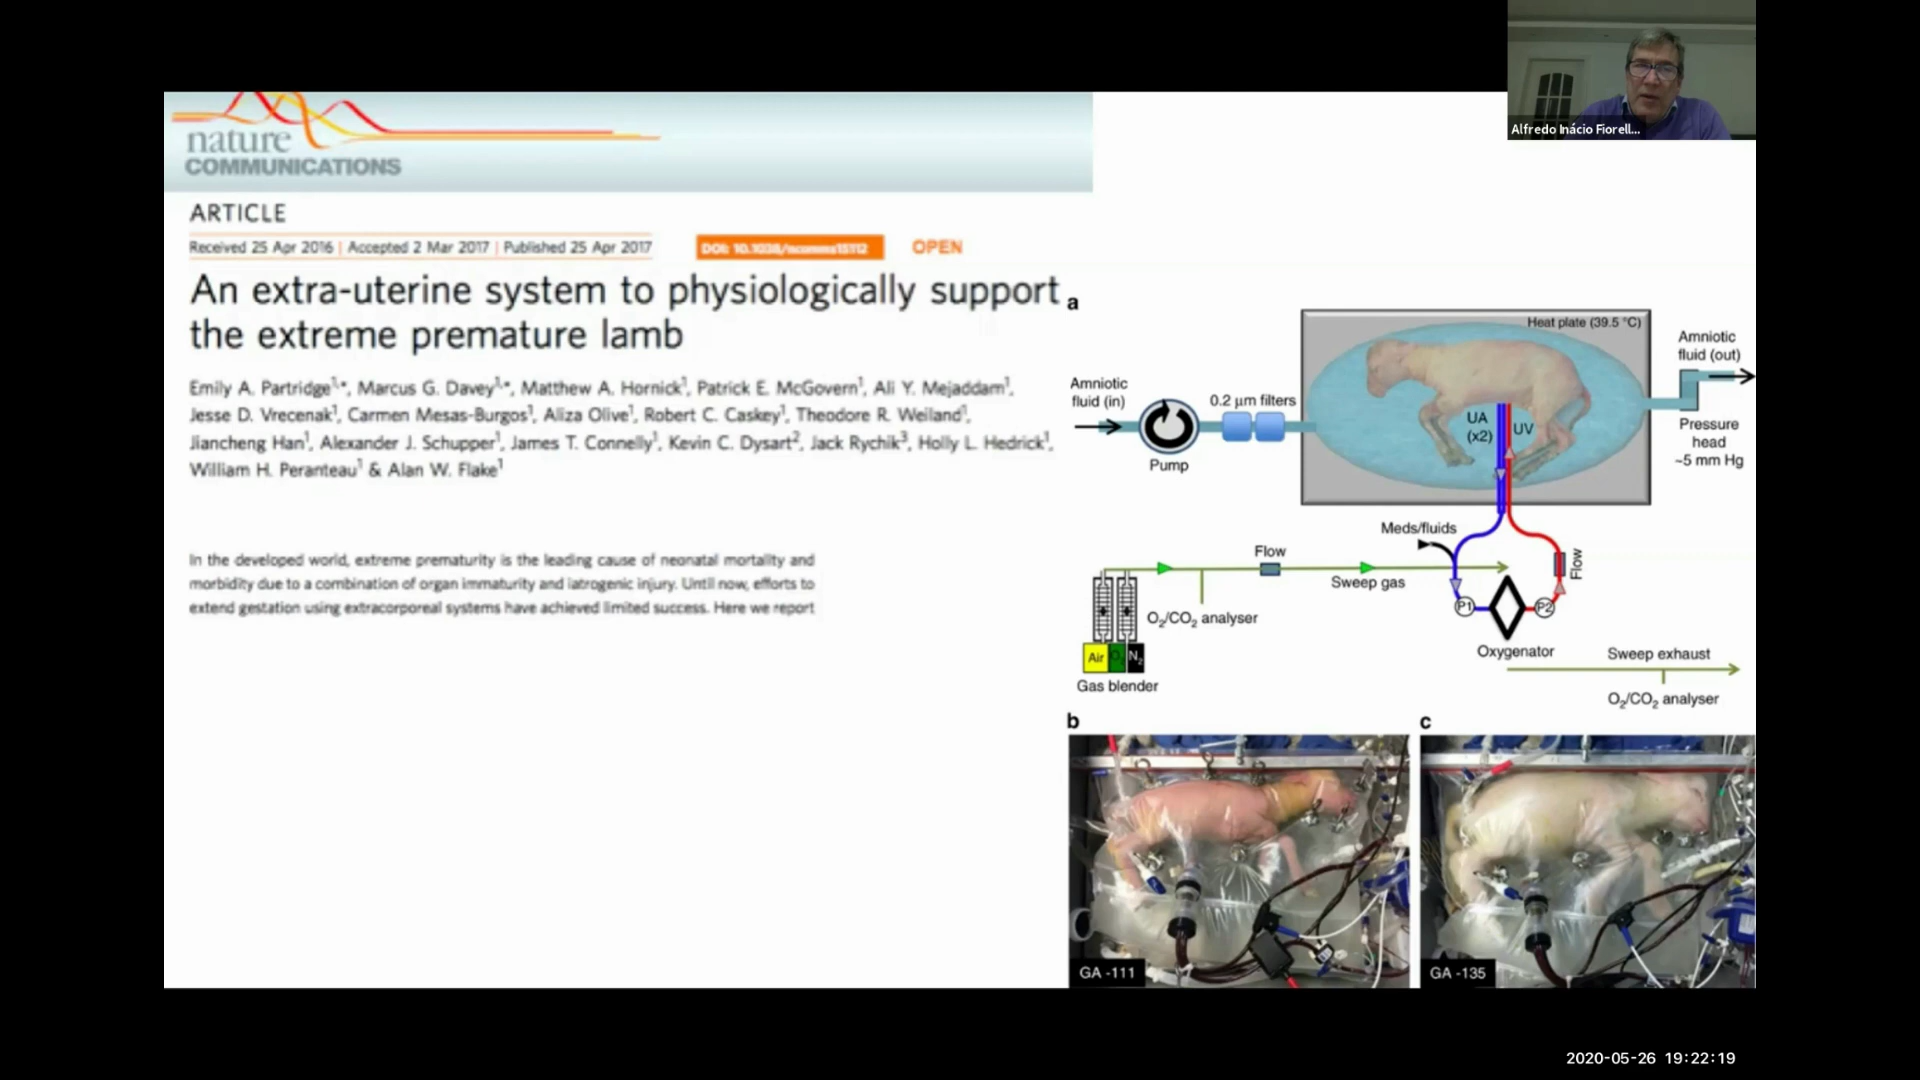 Alfredo Inácio Fiorell...
nature
COMMUNICATIONS
ARTICLE
Received 25 Apr 2016 | Accepted 2 Mar 2017 | Published 25 Apr 2017
DOI: 10.1038/ncomms15112
OPEN
An extra-uterine system to physiologically support
the extreme premature lamb
Emily A. Partridge1,*, Marcus G. Davey1,*, Matthew A. Hornick1, Patrick E. McGovern1, Ali Y. Mejaddam1,
Jesse D. Vrecenak1, Carmen Mesas-Burgos1, Aliza Olive1, Robert C. Caskey1, Theodore R. Weiland1,
Jiancheng Han1, Alexander J. Schupper1, James T. Connelly1, Kevin C. Dysart2, Jack Rychik3, Holly L. Hedrick1,
William H. Peranteau1 & Alan W. Flake1
In the developed world, extreme prematurity is the leading cause of neonatal mortality and
morbidity due to a combination of organ immaturity and iatrogenic injury. Until now, efforts to
extend gestation using extracorporeal systems have achieved limited success. Here we report
a
Heat plate (39.5 °C)
Amniotic
fluid (in)
Pump
0.2 µm filters
UA
(x2)
UV
Amniotic
fluid (out)
Pressure
head
~5 mm Hg
Meds/fluids
Flow
Flow
Sweep gas
O2/CO2 analyser
P1
P2
Air
O2
N2
Gas blender
Oxygenator
Sweep exhaust
O2/CO2 analyser
b
c
GA -111
GA -135
2020-05-26 19:22:19